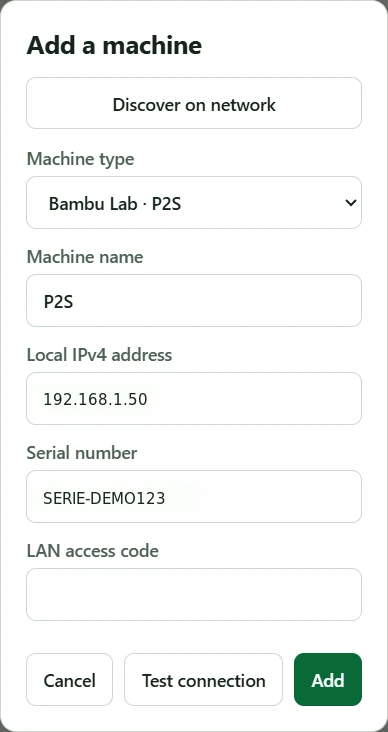 Add a machine
Discover on network
Machine type
Bambu Lab · P2S
Machine name
P2S
Local IPv4 address
192.168.1.50
Serial number
SERIE-DEMO123
LAN access code
Cancel
Test connection
Add